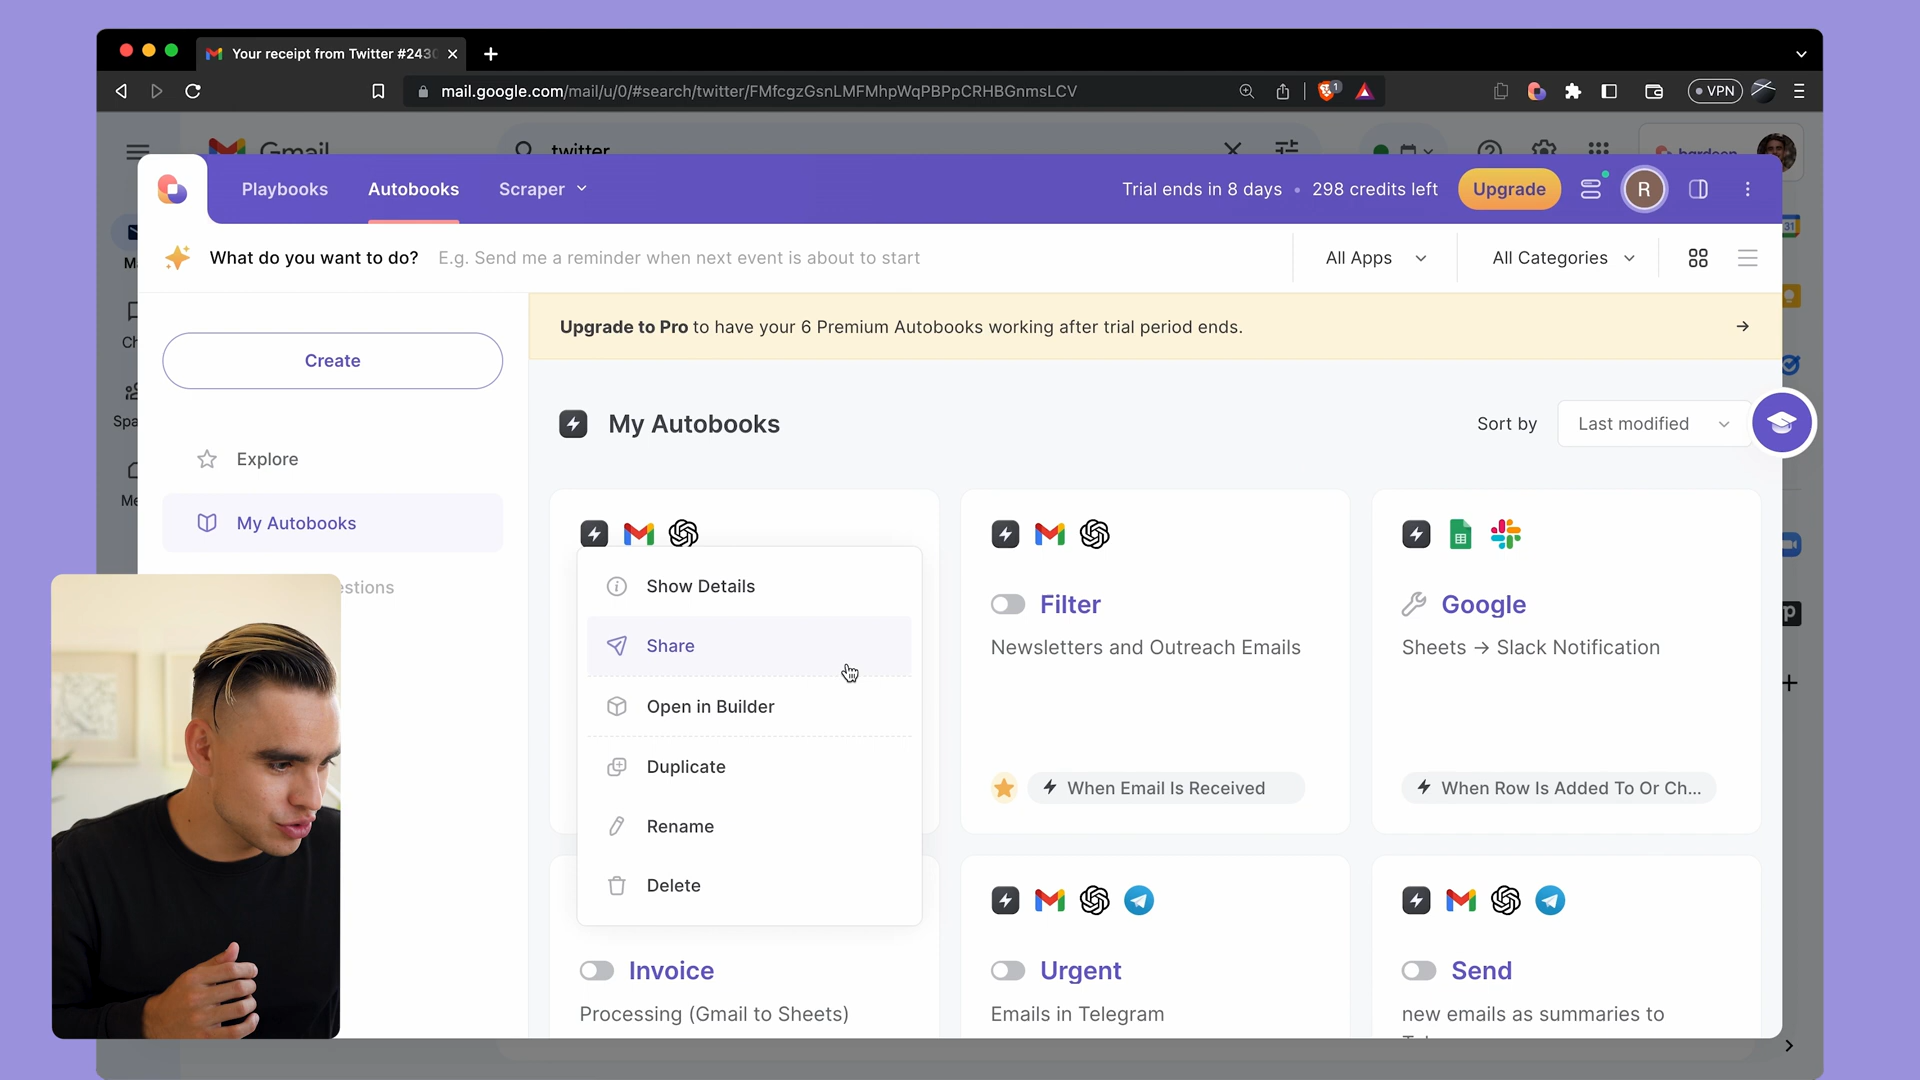 Your receipt from Twitter #2430
mail.google.com/mail/u/0/#search/twitter/FMfcgzGsnLMFMhpWqPBPpCRHBGnmsLCV
1
VPN
Gmail
twitter
bardeen
Playbooks
Autobooks
Scraper
Trial ends in 8 days • 298 credits left
Upgrade
R
What do you want to do?
E.g. Send me a reminder when next event is about to start
All Apps
All Categories
31
Upgrade to Pro to have your 6 Premium Autobooks working after trial period ends.
Create
My Autobooks
Sort by
Last modified
Explore
My Autobooks
estions
Show Details
Share
Open in Builder
Duplicate
Rename
Delete
Filter
Newsletters and Outreach Emails
When Email Is Received
Google
Sheets → Slack Notification
When Row Is Added To Or Ch...
Invoice
Processing (Gmail to Sheets)
Urgent
Emails in Telegram
Send
new emails as summaries to